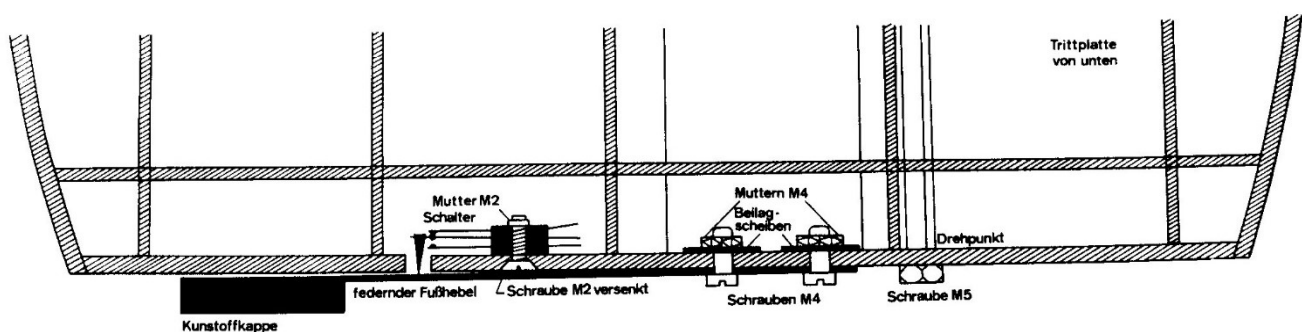 Trittplatte
von unten
Mutter M2
Schalter
Muttern M4
Beilag-
scheiben
Drehpunkt
federnder Fußhebel
Schraube M2 versenkt
Schrauben M4
Schraube M5
Kunstoffkappe